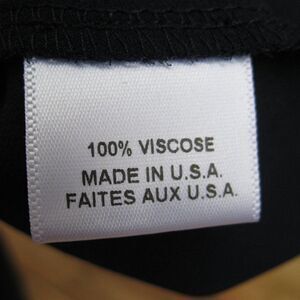 100% VISCOSE
MADE IN U.S.A.
FAITES AUX U.S.A.